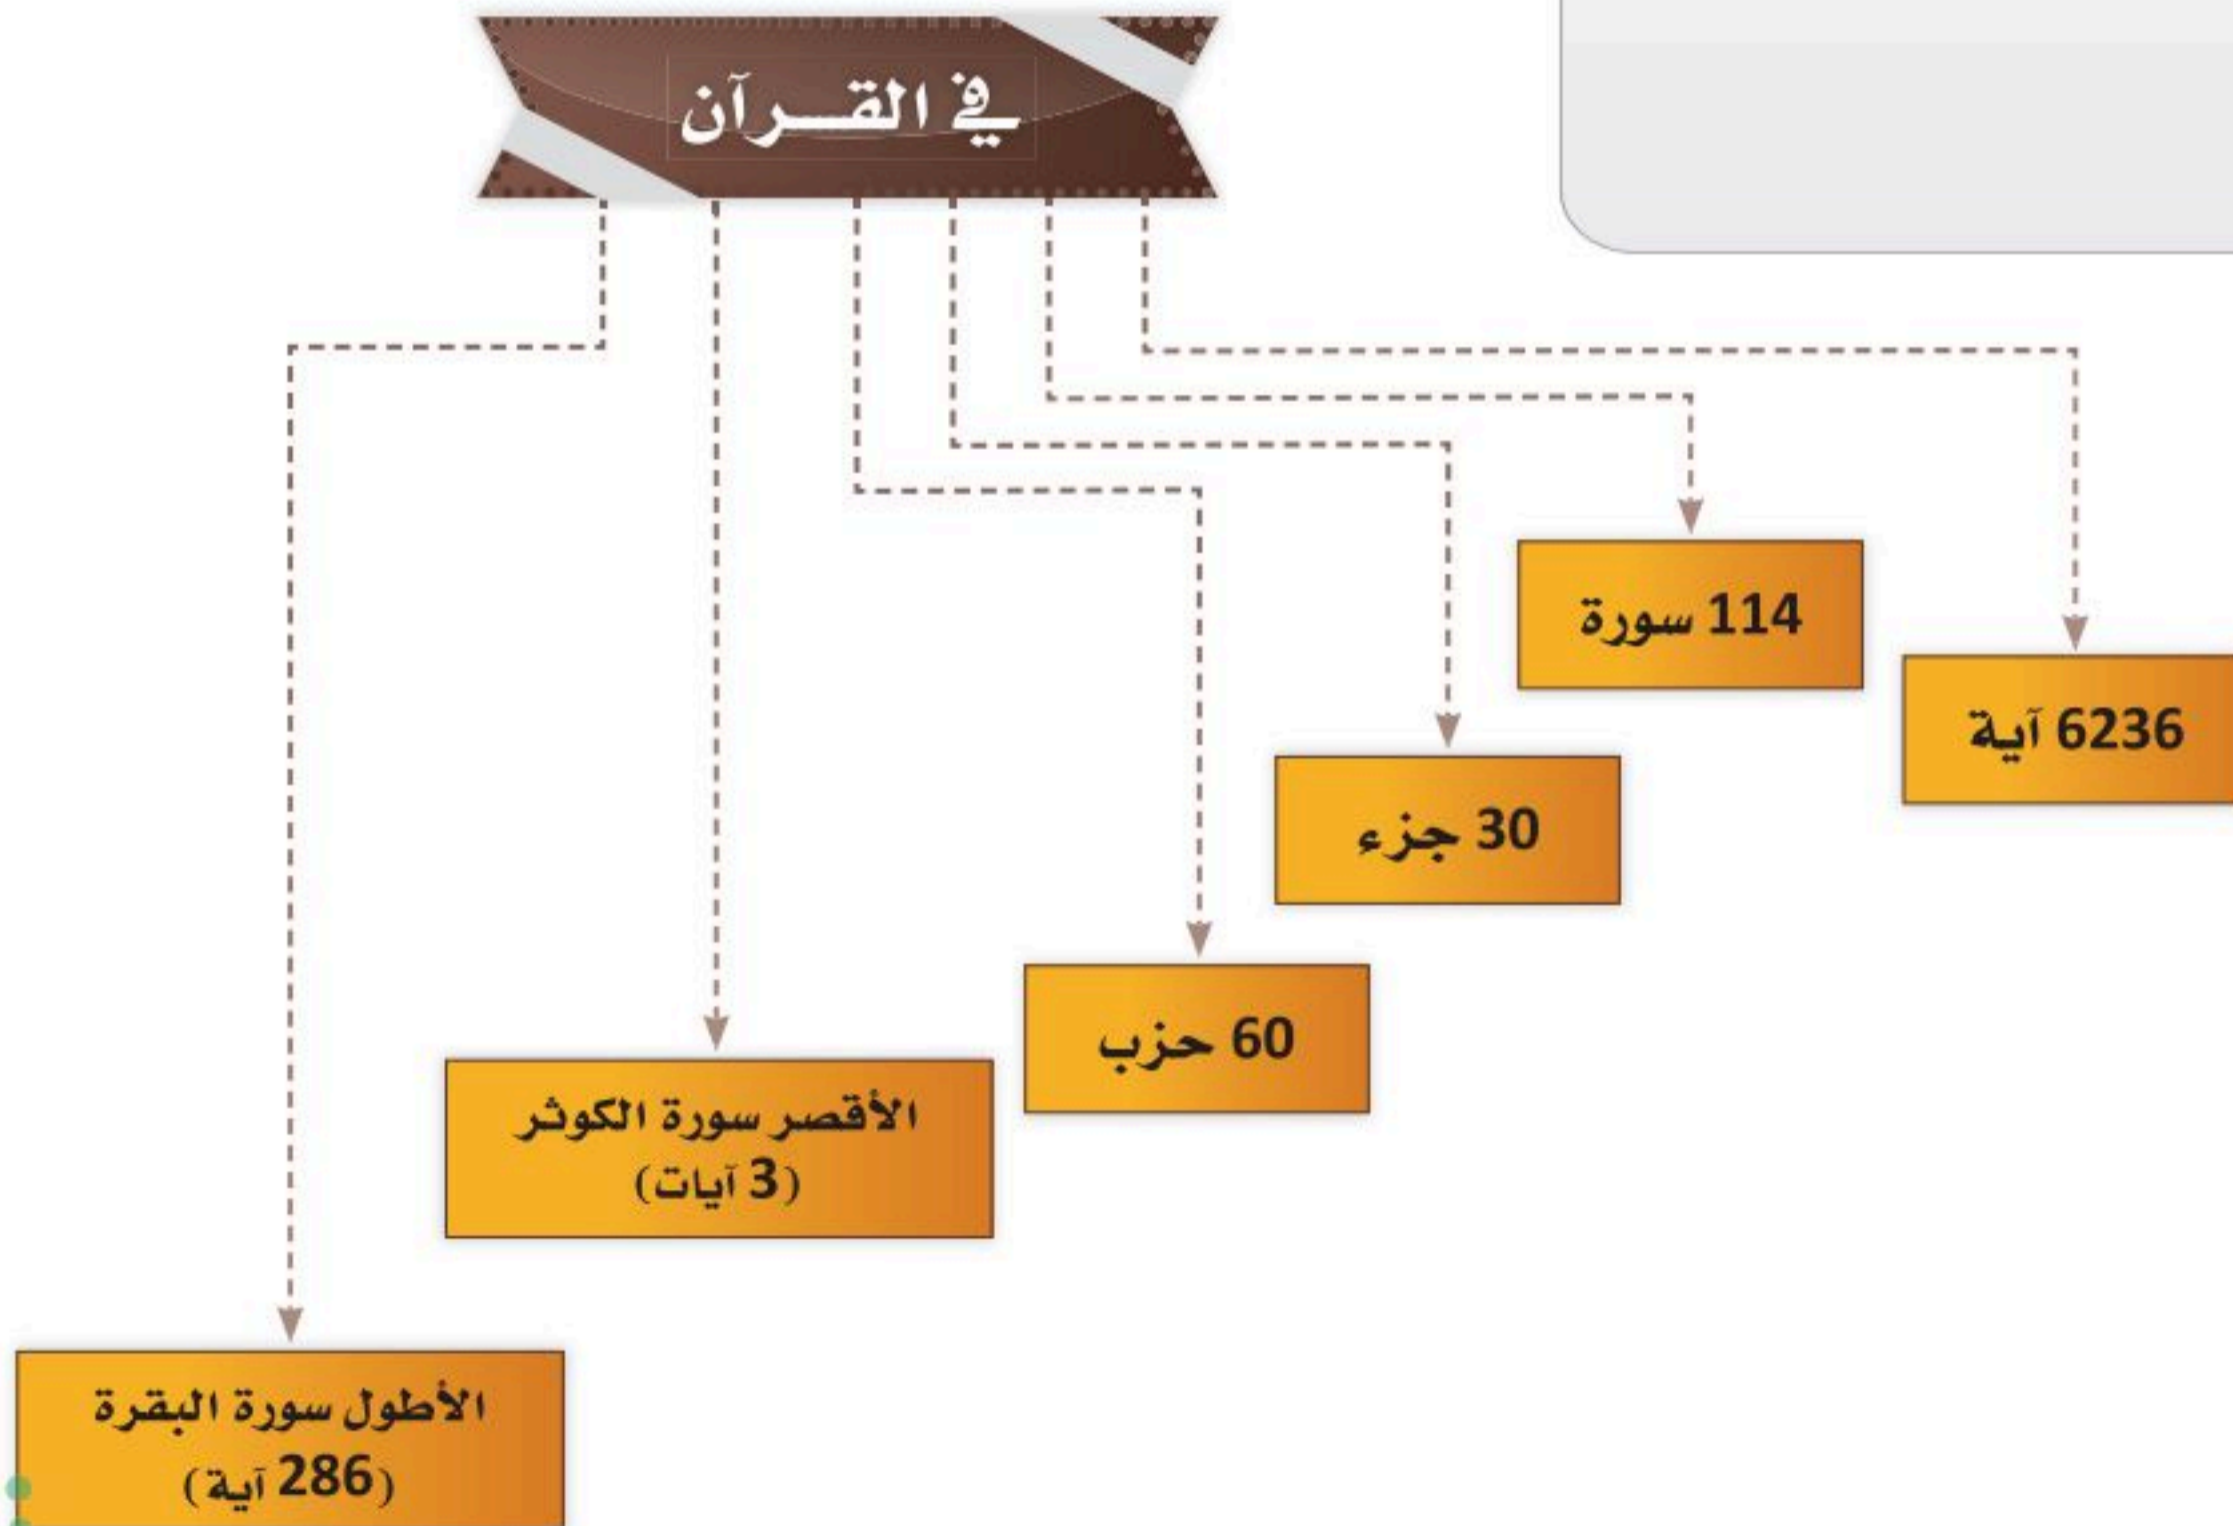 في القرآن
6236 آية
114 سورة
30 جزء
60 حزب
الأقصر سورة الكوثر
(3 آيات)
الأطول سورة البقرة
(286 آية)